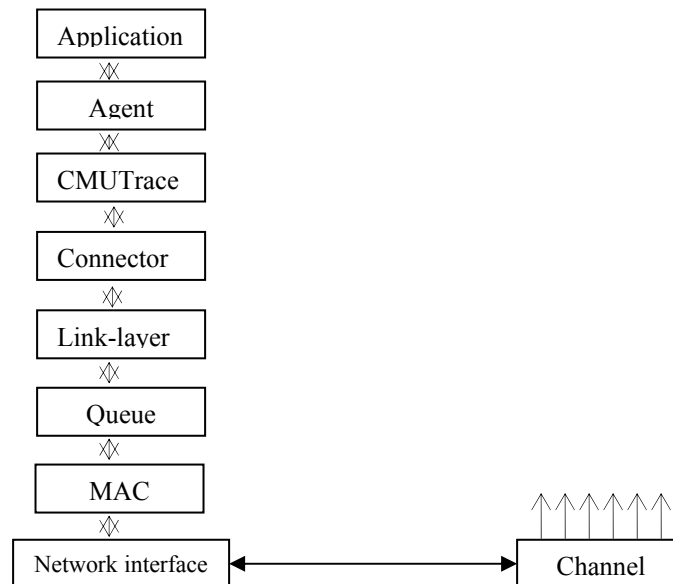 Application
Agent
CMUTrace
Connector
Link-layer
Queue
MAC
Network interface
Channel